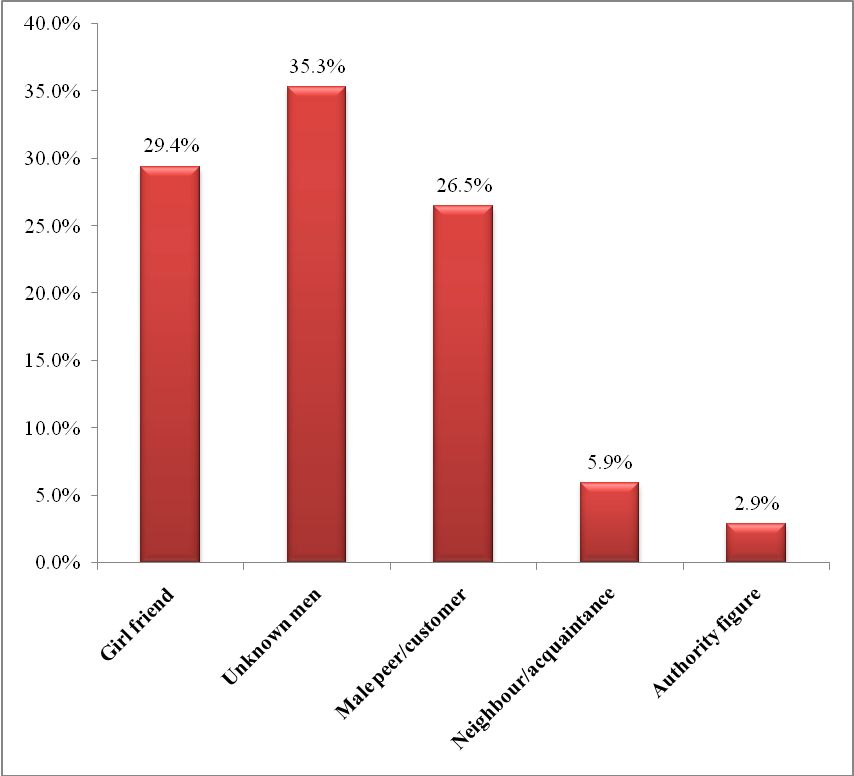 40.0%
35.0%
30.0%
25.0%
20.0%
15.0%
10.0%
5.0%
0.0%
29.4%
35.3%
26.5%
5.9%
2.9%
Girl friend
Unknown men
Male peer/customer
Neighbour/acquaintance
Authority figure